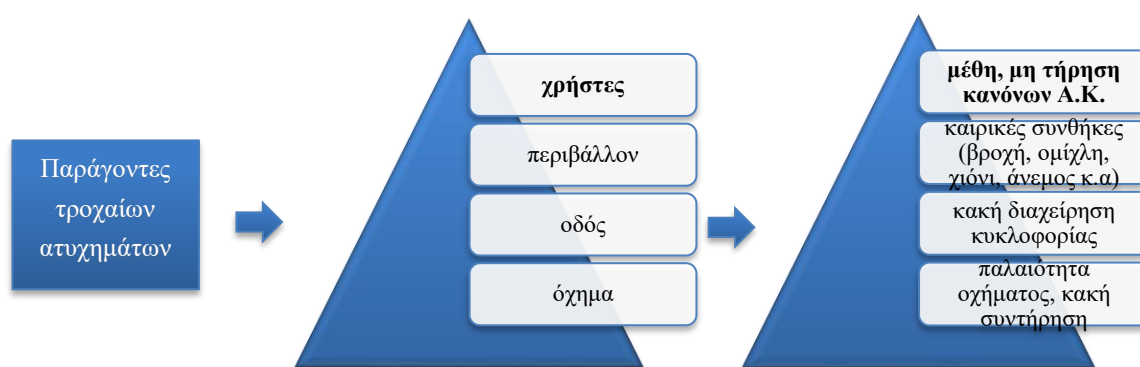 Παράγοντες
τροχαίων
ατυχημάτων
χρήστες
περιβάλλον
οδός
όχημα
μέθη, μη τήρηση
κανόνων Α.Κ.
καιρικές συνθήκες
(βροχή, ομίχλη,
χιόνι, άνεμος κ.α)
κακή διαχείρηση
κυκλοφορίας
παλαιότητα
οχήματος, κακή
συντήρηση